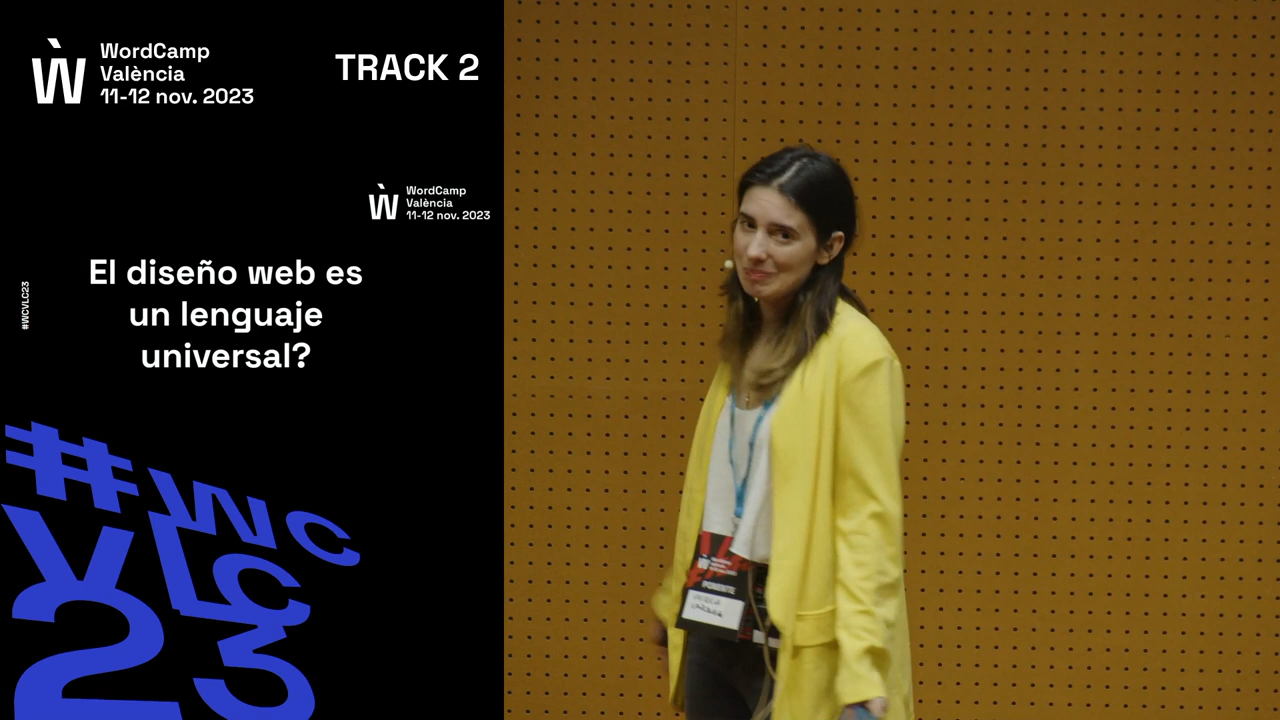 WordCamp
València
11-12 nov. 2023
TRACK 2
WordCamp
València
11-12 nov. 2023
El diseño web es
un lenguaje
universal?
#WCVLC23
#WC
VLC
23
PONENTE